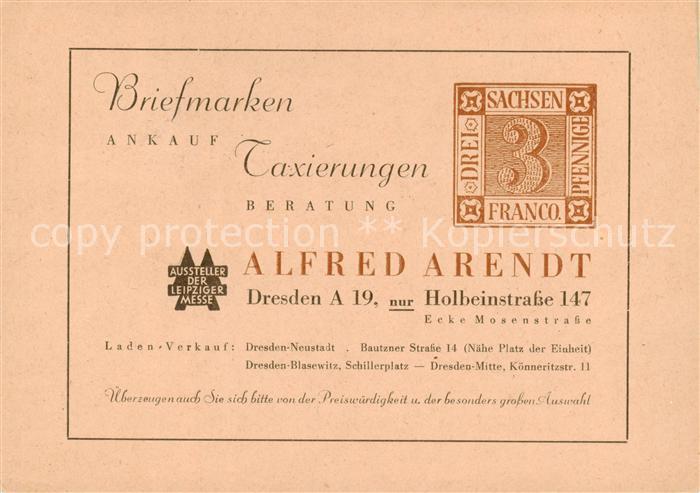 Briefmarken
ANKAUF
Taxierungen
BERATUNG
SACHSEN
DREI
3
PFENNIGE
FRANCO.
copy protection ** Kopierschutz
AUSSTELLER
DER
LEIPZIGER
MESSE
ALFRED ARENDT
Dresden A 19, nur Holbeinstraße 147
Ecke Mosenstraße
Laden-Verkauf: Dresden-Neustadt . Bautzner Straße 14 (Nähe Platz der Einheit)
Dresden-Blasewitz, Schillerplatz — Dresden-Mitte, Könneritzstr. 11
Überzeugen auch Sie sich bitte von der Preiswürdigkeit u. der besonders großen Auswahl